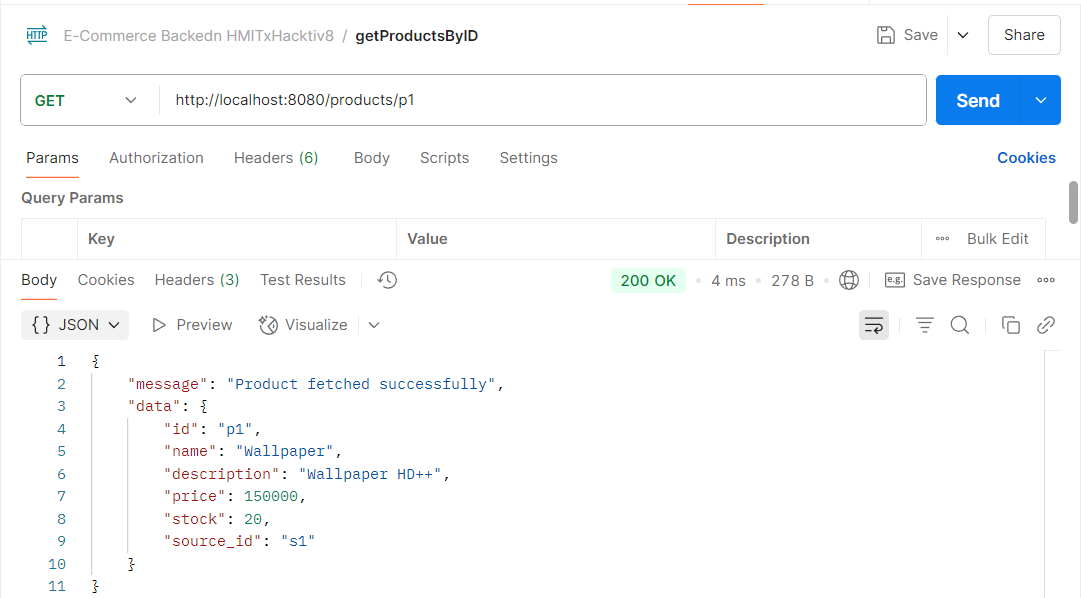 HTTP E-Commerce Backedn HMITxHacktiv8 / getProductsByID Save Share
GET http://localhost:8080/products/p1 Send
Params Authorization Headers (6) Body Scripts Settings Cookies
Query Params
Key Value Description Bulk Edit
Body Cookies Headers (3) Test Results 200 OK 4 ms 278 B e.g. Save Response
{} JSON Preview Visualize
1 {
2 "message": "Product fetched successfully",
3 "data": {
4 "id": "p1",
5 "name": "Wallpaper",
6 "description": "Wallpaper HD++",
7 "price": 150000,
8 "stock": 20,
9 "source_id": "s1"
10 }
11 }